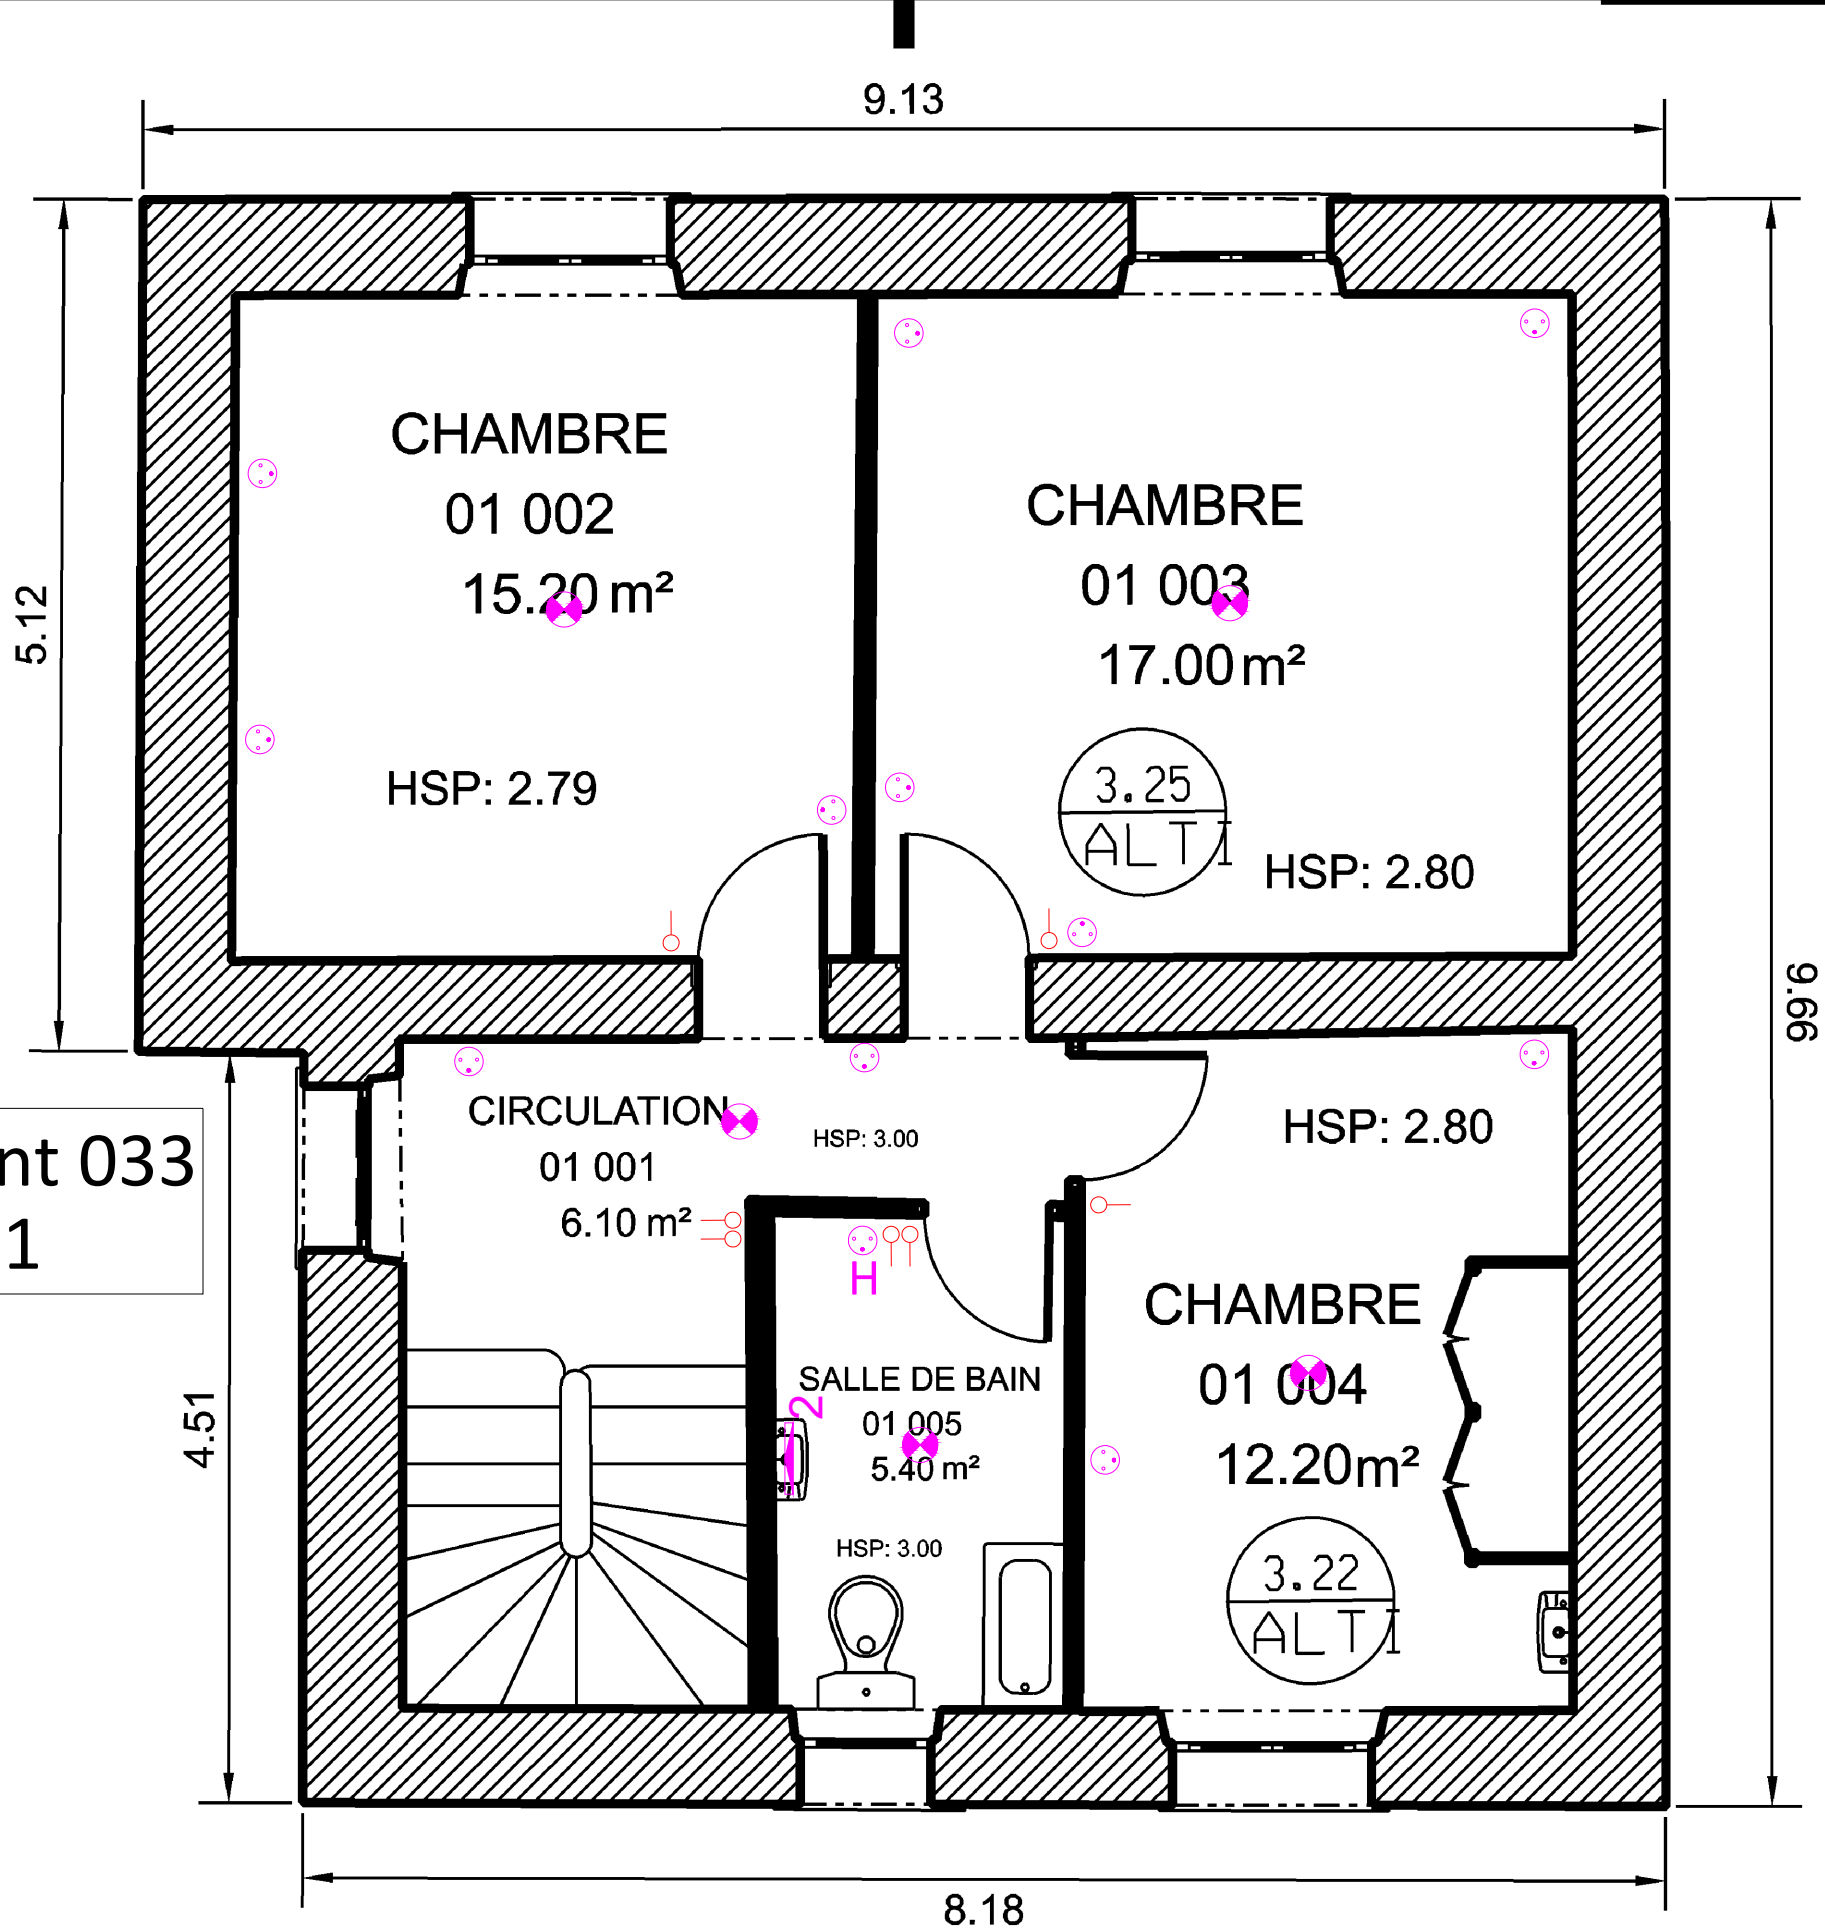 9.13
5.12
9.66
CHAMBRE
01 002
15.20 m²
HSP: 2.79
CHAMBRE
01 003
17.00 m²
3.25
ALTI
HSP: 2.80
nt 033
1
CIRCULATION
01 001
6.10 m²
HSP: 3.00
HSP: 2.80
H
CHAMBRE
01 004
12.20 m²
3.22
ALTI
SALLE DE BAIN
2
01 005
5.40 m²
HSP: 3.00
4.51
8.18